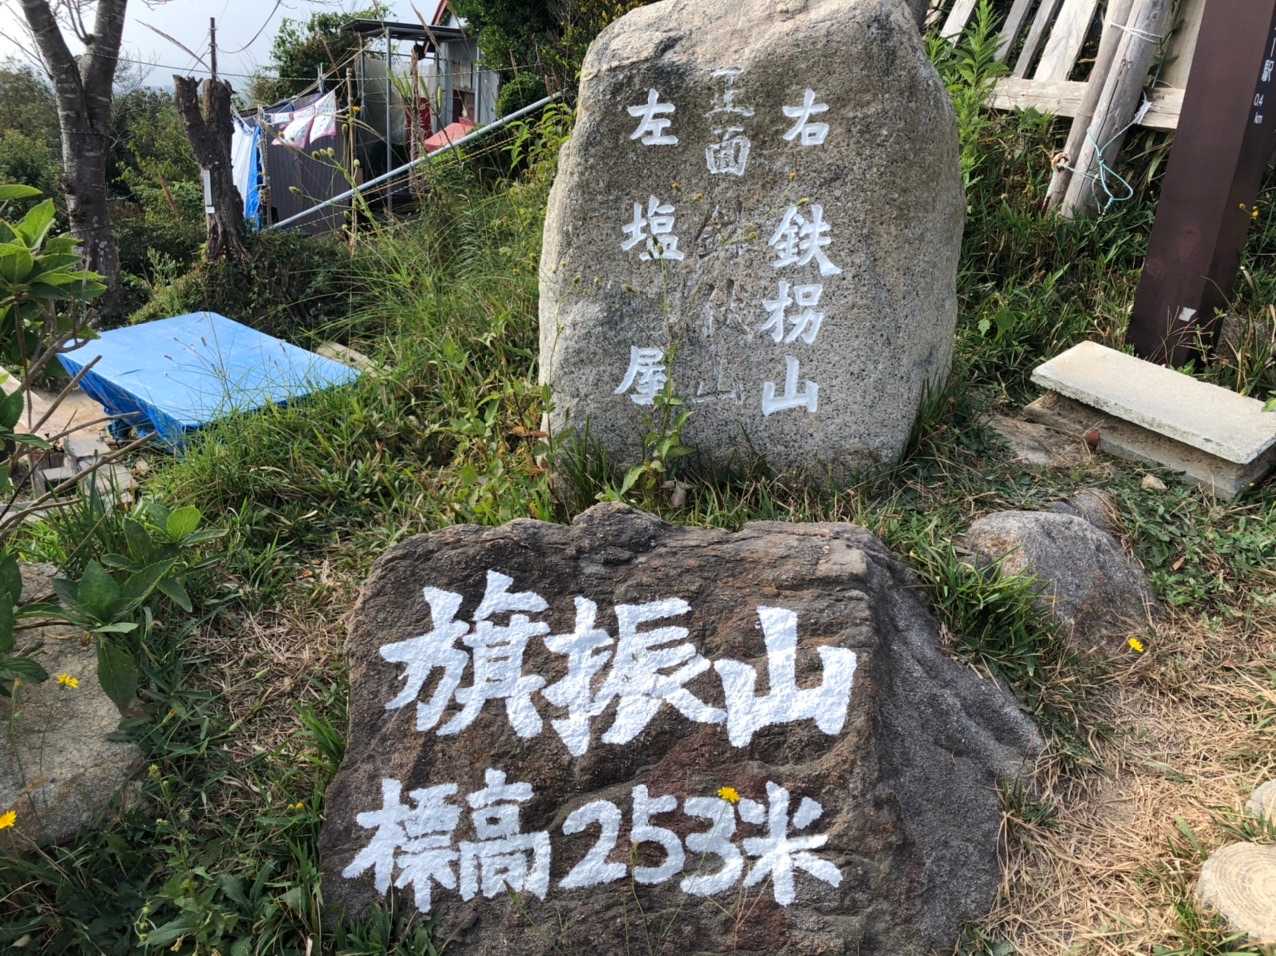 右 鉄拐山
正面
左 塩屋
旗振山
標高253米